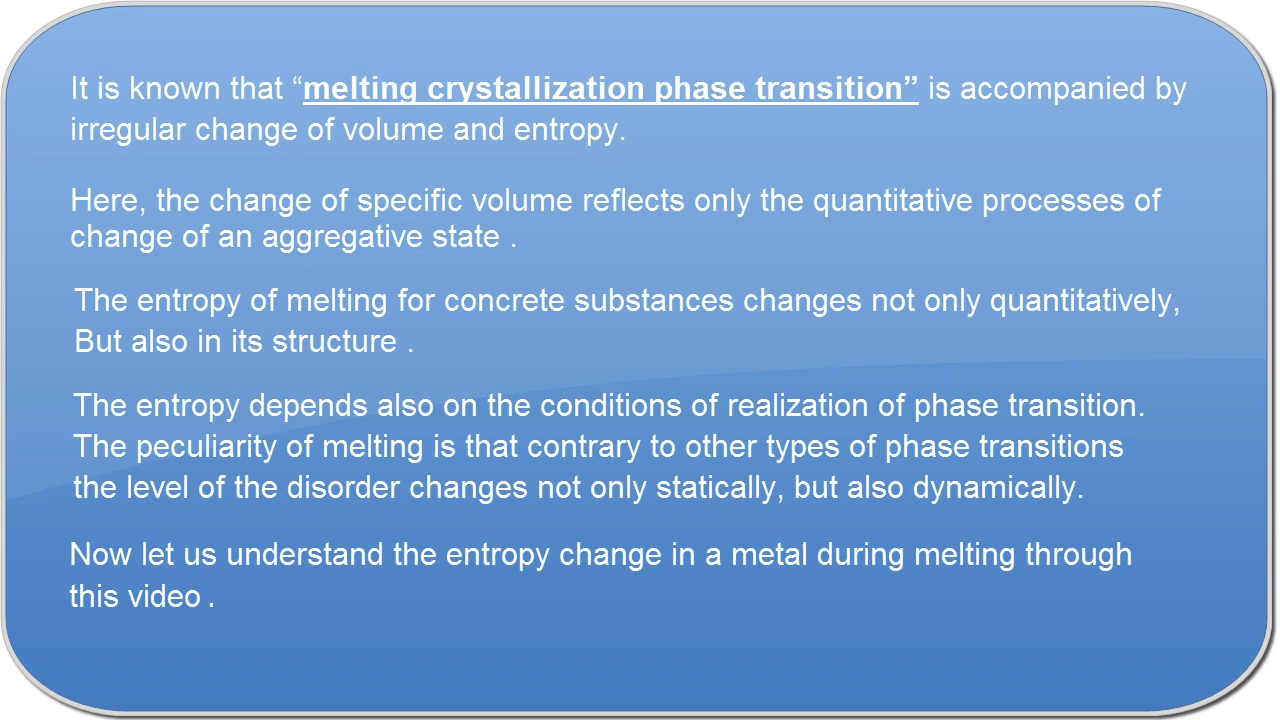 It is known that “melting crystallization phase transition” is accompanied by
irregular change of volume and entropy.
Here, the change of specific volume reflects only the quantitative processes of
change of an aggregative state .
The entropy of melting for concrete substances changes not only quantitatively,
But also in its structure .
The entropy depends also on the conditions of realization of phase transition.
The peculiarity of melting is that contrary to other types of phase transitions
the level of the disorder changes not only statically, but also dynamically.
Now let us understand the entropy change in a metal during melting through
this video .